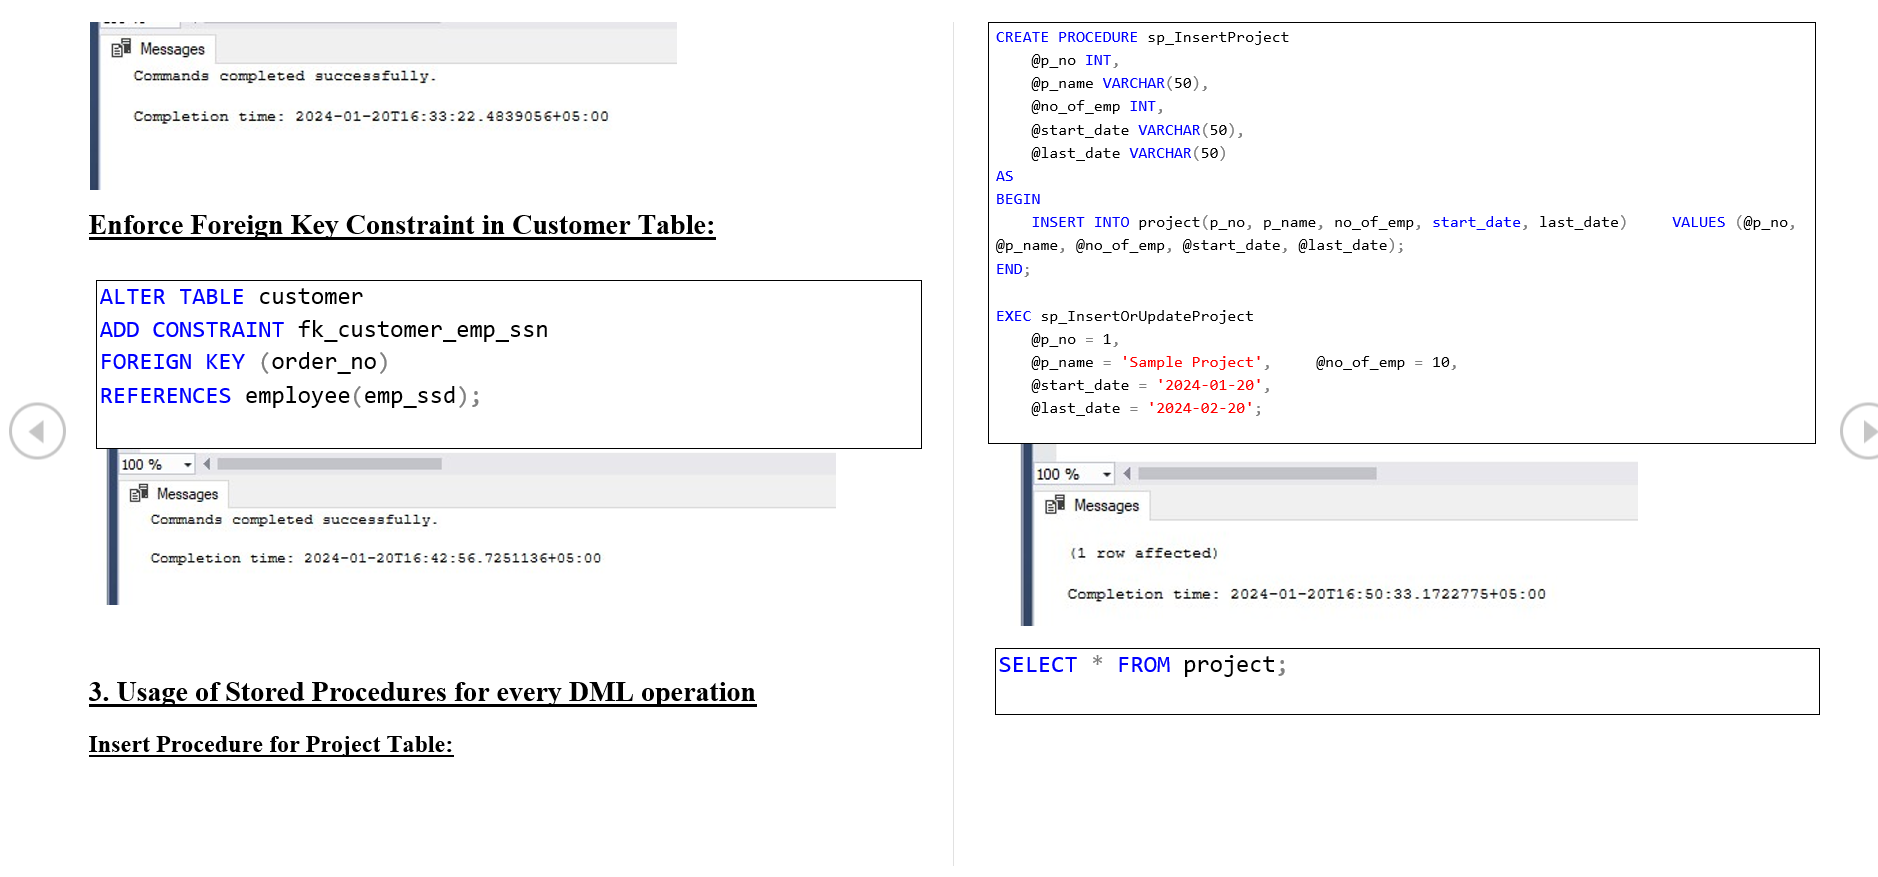 Messages
Commands completed successfully.
Completion time: 2024-01-20T16:33:22.4839056+05:00
Enforce Foreign Key Constraint in Customer Table:
ALTER TABLE customer
ADD CONSTRAINT fk_customer_emp_ssn
FOREIGN KEY (order_no)
REFERENCES employee(emp_ssd);
100 %
Messages
Commands completed successfully.
Completion time: 2024-01-20T16:42:56.7251136+05:00
3. Usage of Stored Procedures for every DML operation
Insert Procedure for Project Table:
CREATE PROCEDURE sp_InsertProject
@p_no INT,
@p_name VARCHAR(50),
@no_of_emp INT,
@start_date VARCHAR(50),
@last_date VARCHAR(50)
AS
BEGIN
INSERT INTO project(p_no, p_name, no_of_emp, start_date, last_date) VALUES (@p_no,
@p_name, @no_of_emp, @start_date, @last_date);
END;
EXEC sp_InsertOrUpdateProject
@p_no = 1,
@p_name = 'Sample Project', @no_of_emp = 10,
@start_date = '2024-01-20',
@last_date = '2024-02-20';
100 %
Messages
(1 row affected)
Completion time: 2024-01-20T16:50:33.1722775+05:00
SELECT * FROM project;